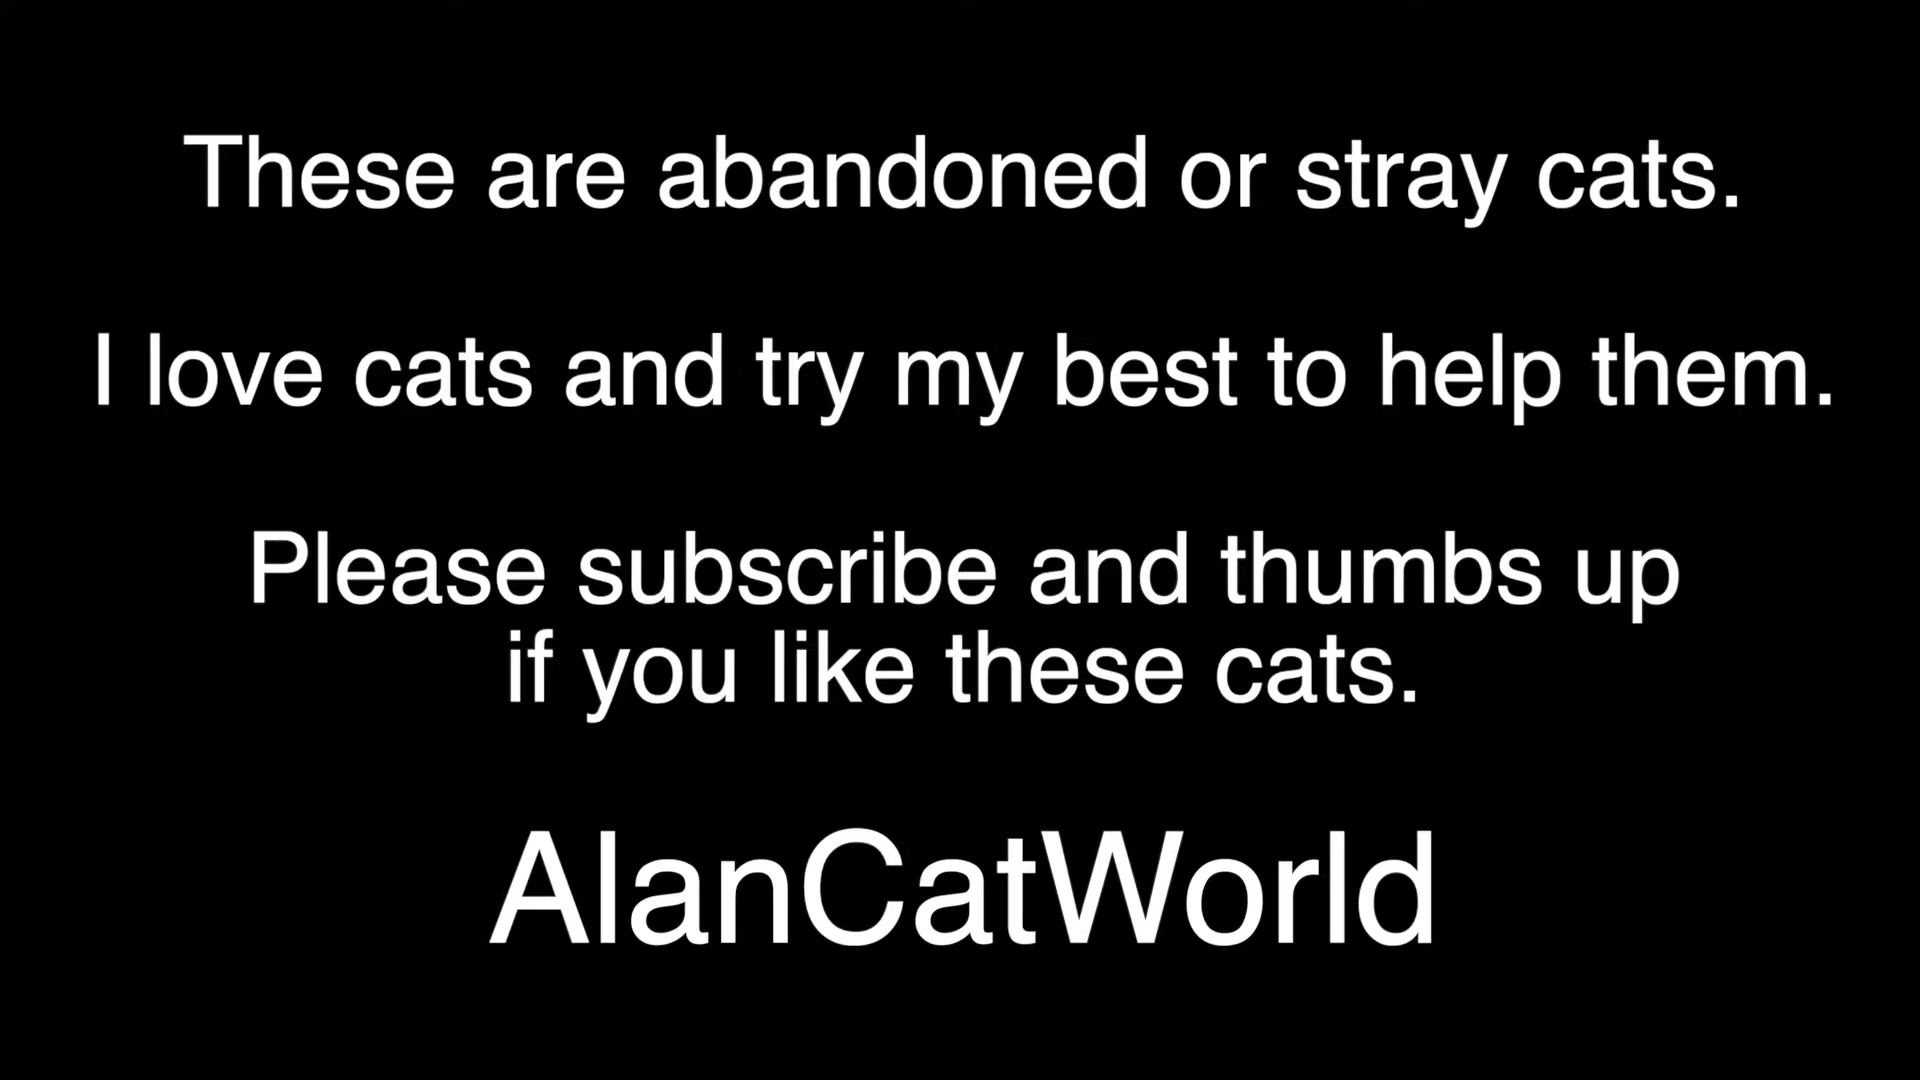 These are abandoned or stray cats.
I love cats and try my best to help them.
Please subscribe and thumbs up
if you like these cats.
AlanCatWorld